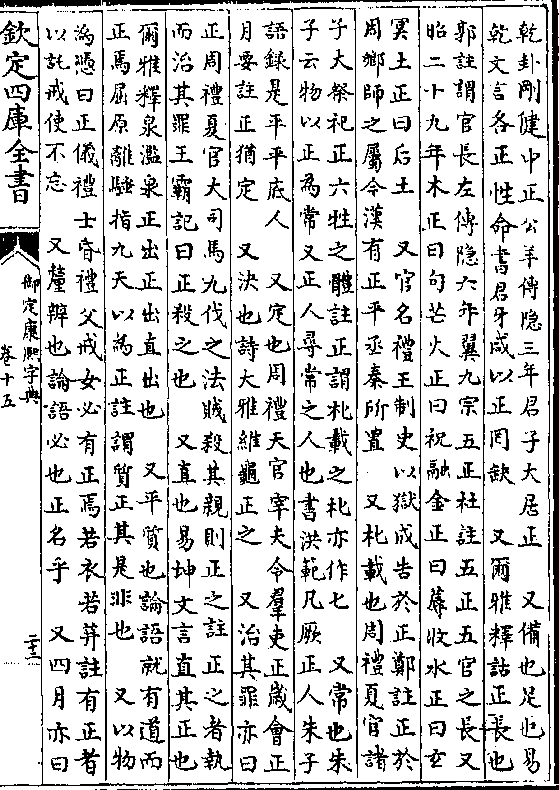 乾卦剛健中正公羊傳隱三年君子大居正　又備也足也易
乾文言各正性命書君牙咸以正罔缺　又爾雅釋詁正長也
郭註謂官長左傳隱六年翼九宗五正杜註五正五官之長又
昭二十九年木正曰句芒火正曰祝融金正曰蓐收水正曰玄
冥土正曰后土　又官名禮王制史以獄成告於正鄭註正於
周鄉師之屬今漢有正平丞秦所置　又朼載也周禮夏官諸
子大祭祀正六牲之體註正謂朼載之朼亦作匕　又常也朱
子云物以正為常又正人尋常之人也書洪範凡厥正人朱子
語錄是平平底人　又定也周禮天官宰夫令羣吏正歲會正
月要註正猶定　又決也詩大雅維龜正之　又治其罪亦曰
正周禮夏官大司馬九伐之法賊殺其親則正之註正之者執
而治其罪王霸記曰正殺之也　又直也易坤文言直其正也
爾雅釋泉濫泉正出正出直出也　又平質也論語就有道而
正焉屈原離騷指九天以為正註謂質正其是非也　又以物
為憑曰正儀禮士昏禮父戒女必有正焉若衣若笄註有正者
以託戒使不忘　又釐辨也論語必也正名乎　又四月亦曰
欽定四庫全書
御定康熙字典
卷十五
二十三